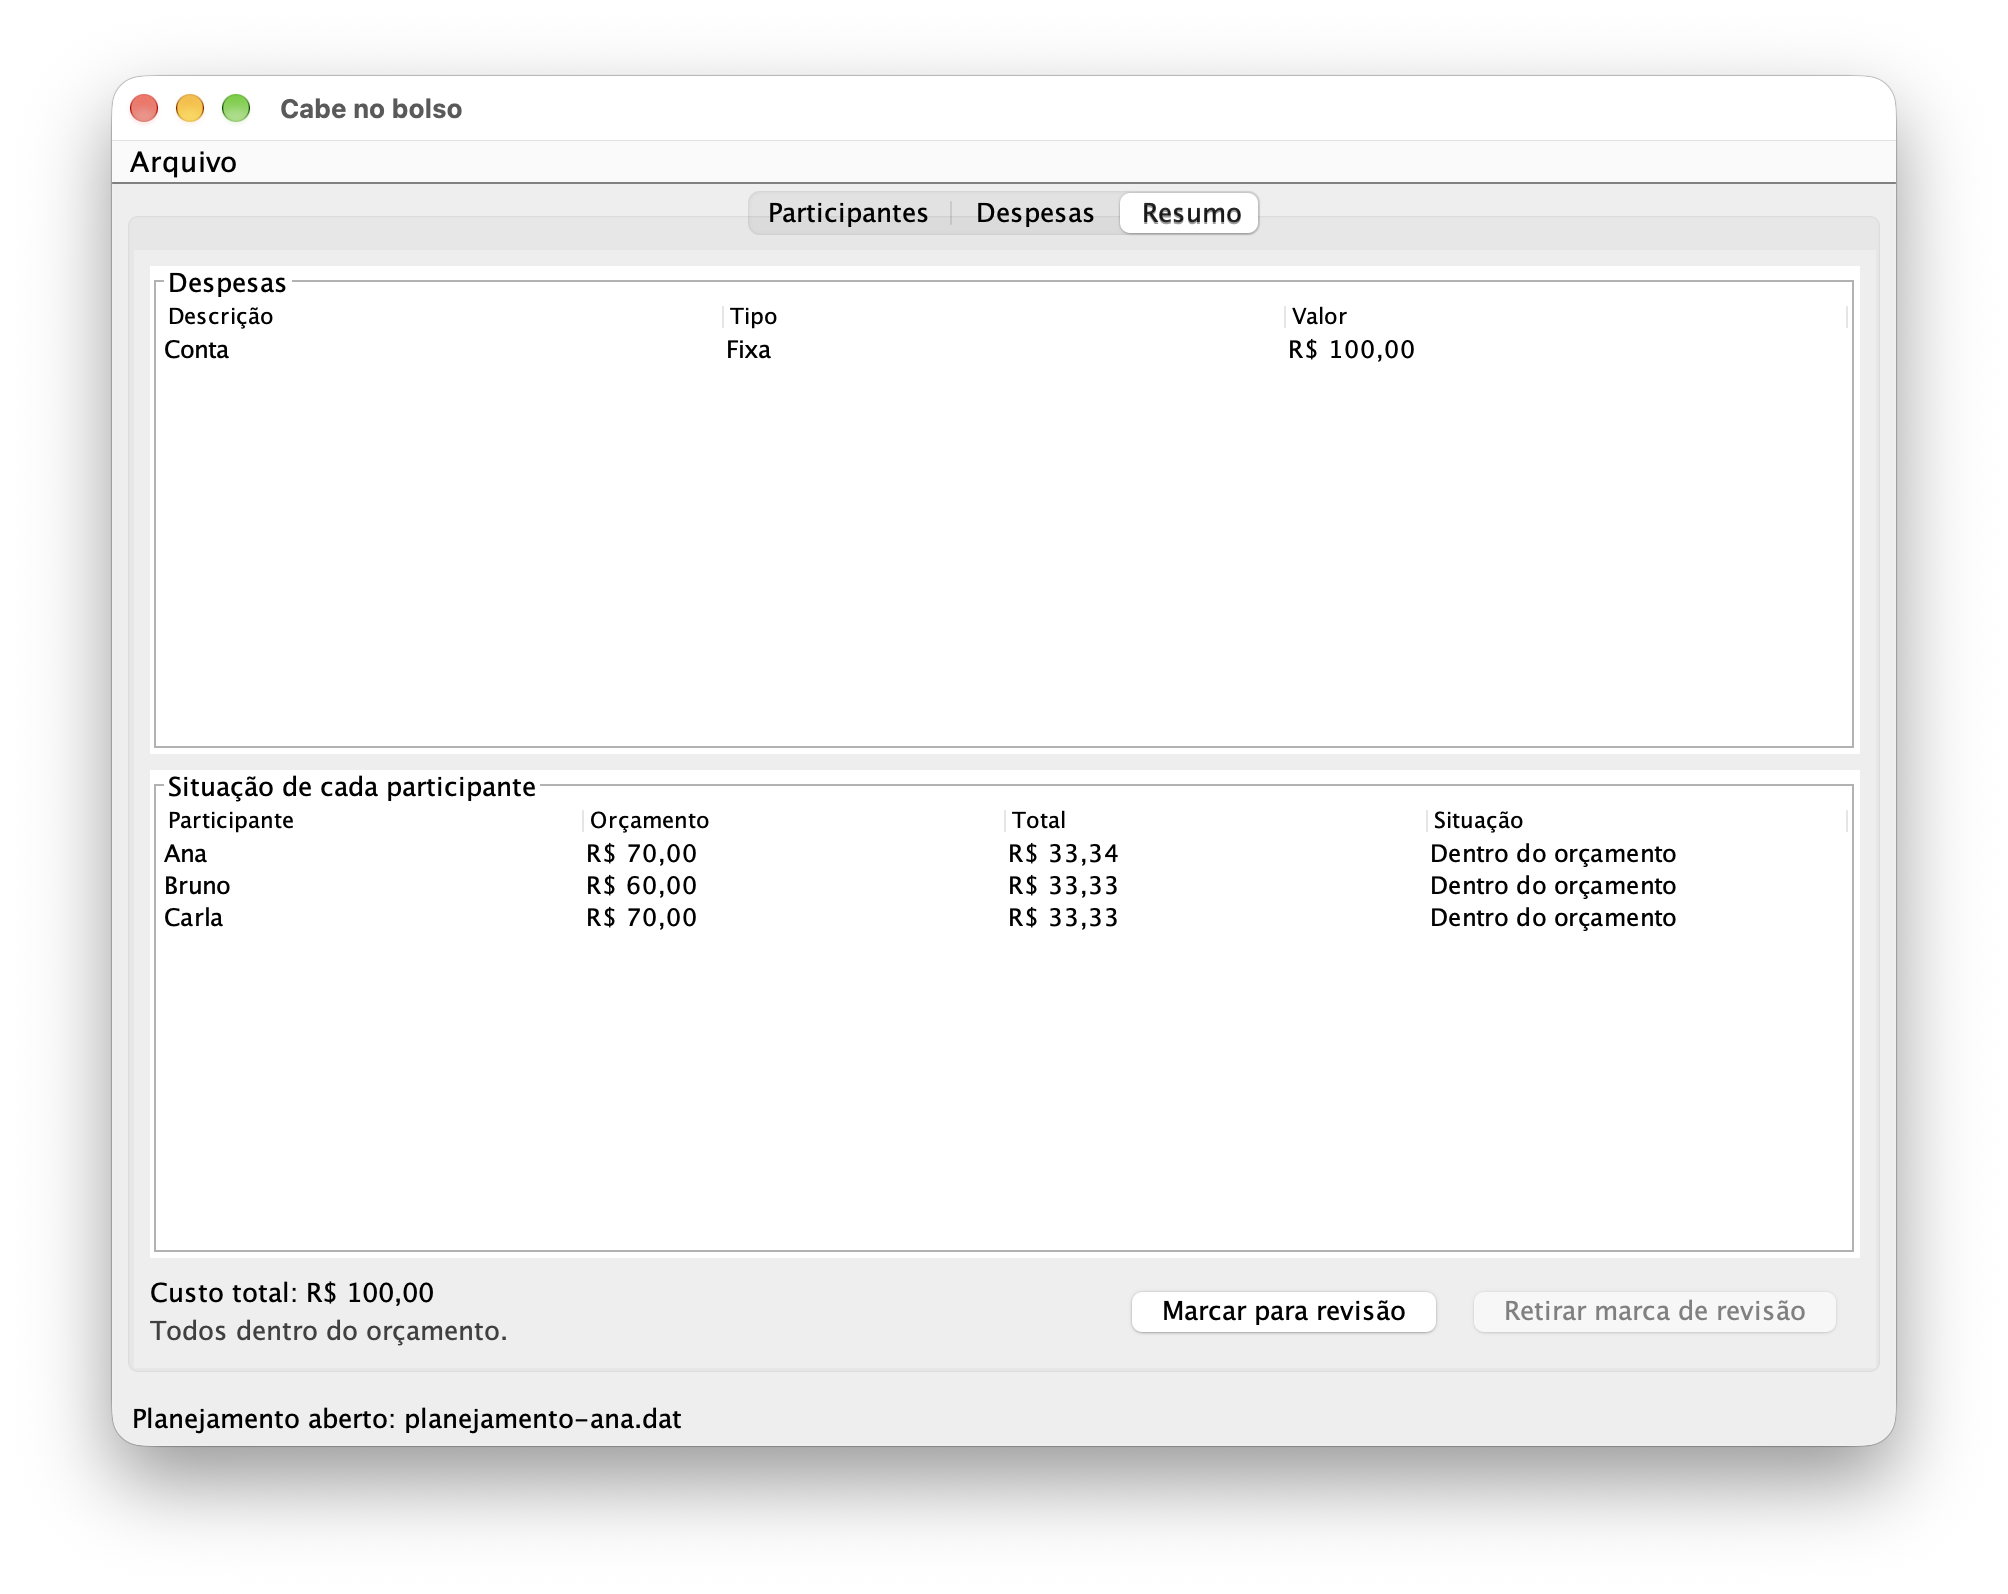 Cabe no bolso
Arquivo
Participantes Despesas Resumo
Despesas
Descrição Tipo Valor
Conta Fixa R$ 100,00
Situação de cada participante
Participante Orçamento Total Situação
Ana R$ 70,00 R$ 33,34 Dentro do orçamento
Bruno R$ 60,00 R$ 33,33 Dentro do orçamento
Carla R$ 70,00 R$ 33,33 Dentro do orçamento
Custo total: R$ 100,00
Todos dentro do orçamento.
Marcar para revisão Retirar marca de revisão
Planejamento aberto: planejamento-ana.dat